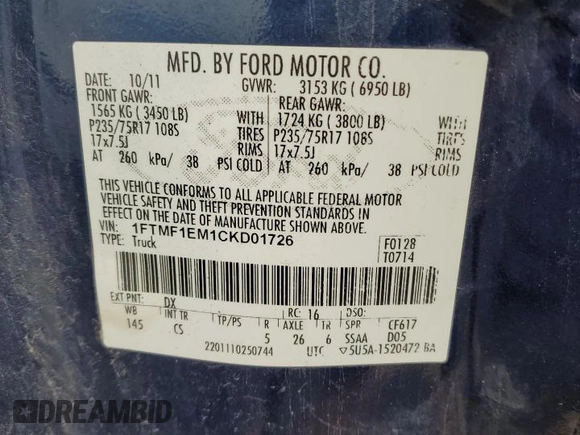 MFD. BY FORD MOTOR CO.
DATE: 10/11 GVWR: 3153 KG ( 6950 LB)
FRONT GAWR: REAR GAWR:
1565 KG ( 3450 LB) WITH 1724 KG ( 3800 LB) WITH
P235/75R17 108S TIRES P235/75R17 108S TIRES
17x7.5J RIMS 17x7.5J RIMS
AT 260 kPa/ 38 PSI COLD AT 260 kPa/ 38 PSI COLD
THIS VEHICLE CONFORMS TO ALL APPLICABLE FEDERAL MOTOR
VEHICLE SAFETY AND THEFT PREVENTION STANDARDS IN
EFFECT ON THE DATE OF MANUFACTURE SHOWN ABOVE.
VIN: 1FTMF1EM1CKD01726
TYPE: Truck
F0128
T0714
EXT PNT: DX RC: 16 DSO:
WB INT TR TP/PS R AXLE TR SPR CF617
145 CS 5 26 6 SSAA D05
2201110250744 UTC ▽5U5A-1520472 BA
DREAMBID